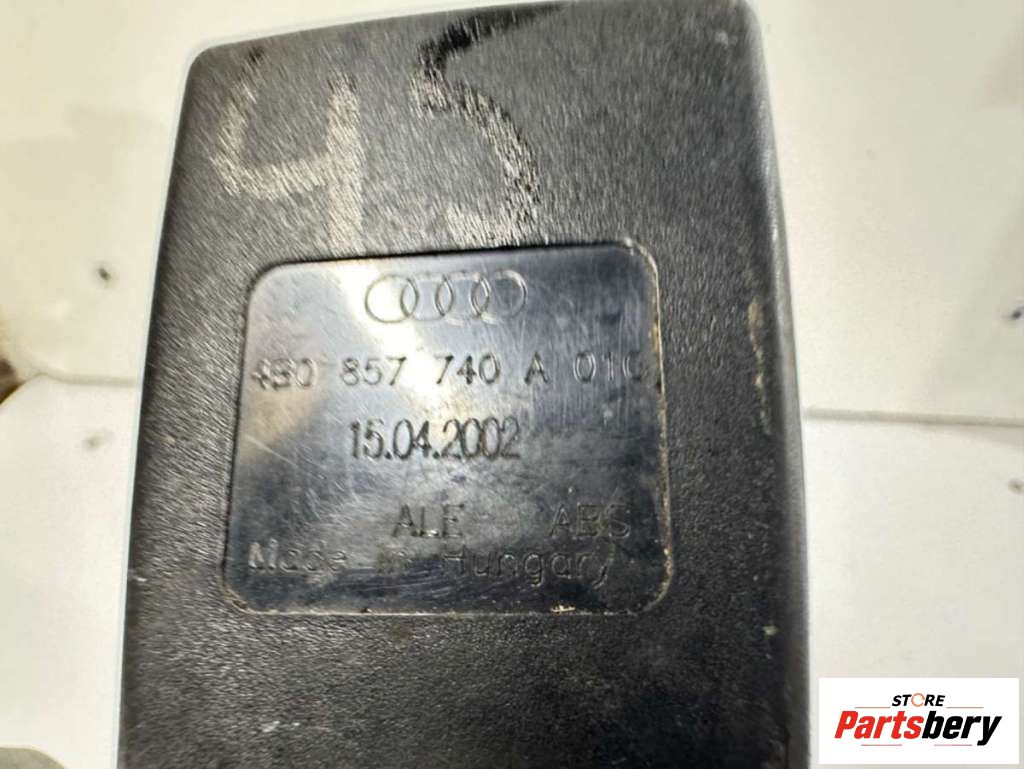 45
4B0 857 740 A 01C
15.04.2002
ALE ABS
Made in Hungary
STORE
Partsbery